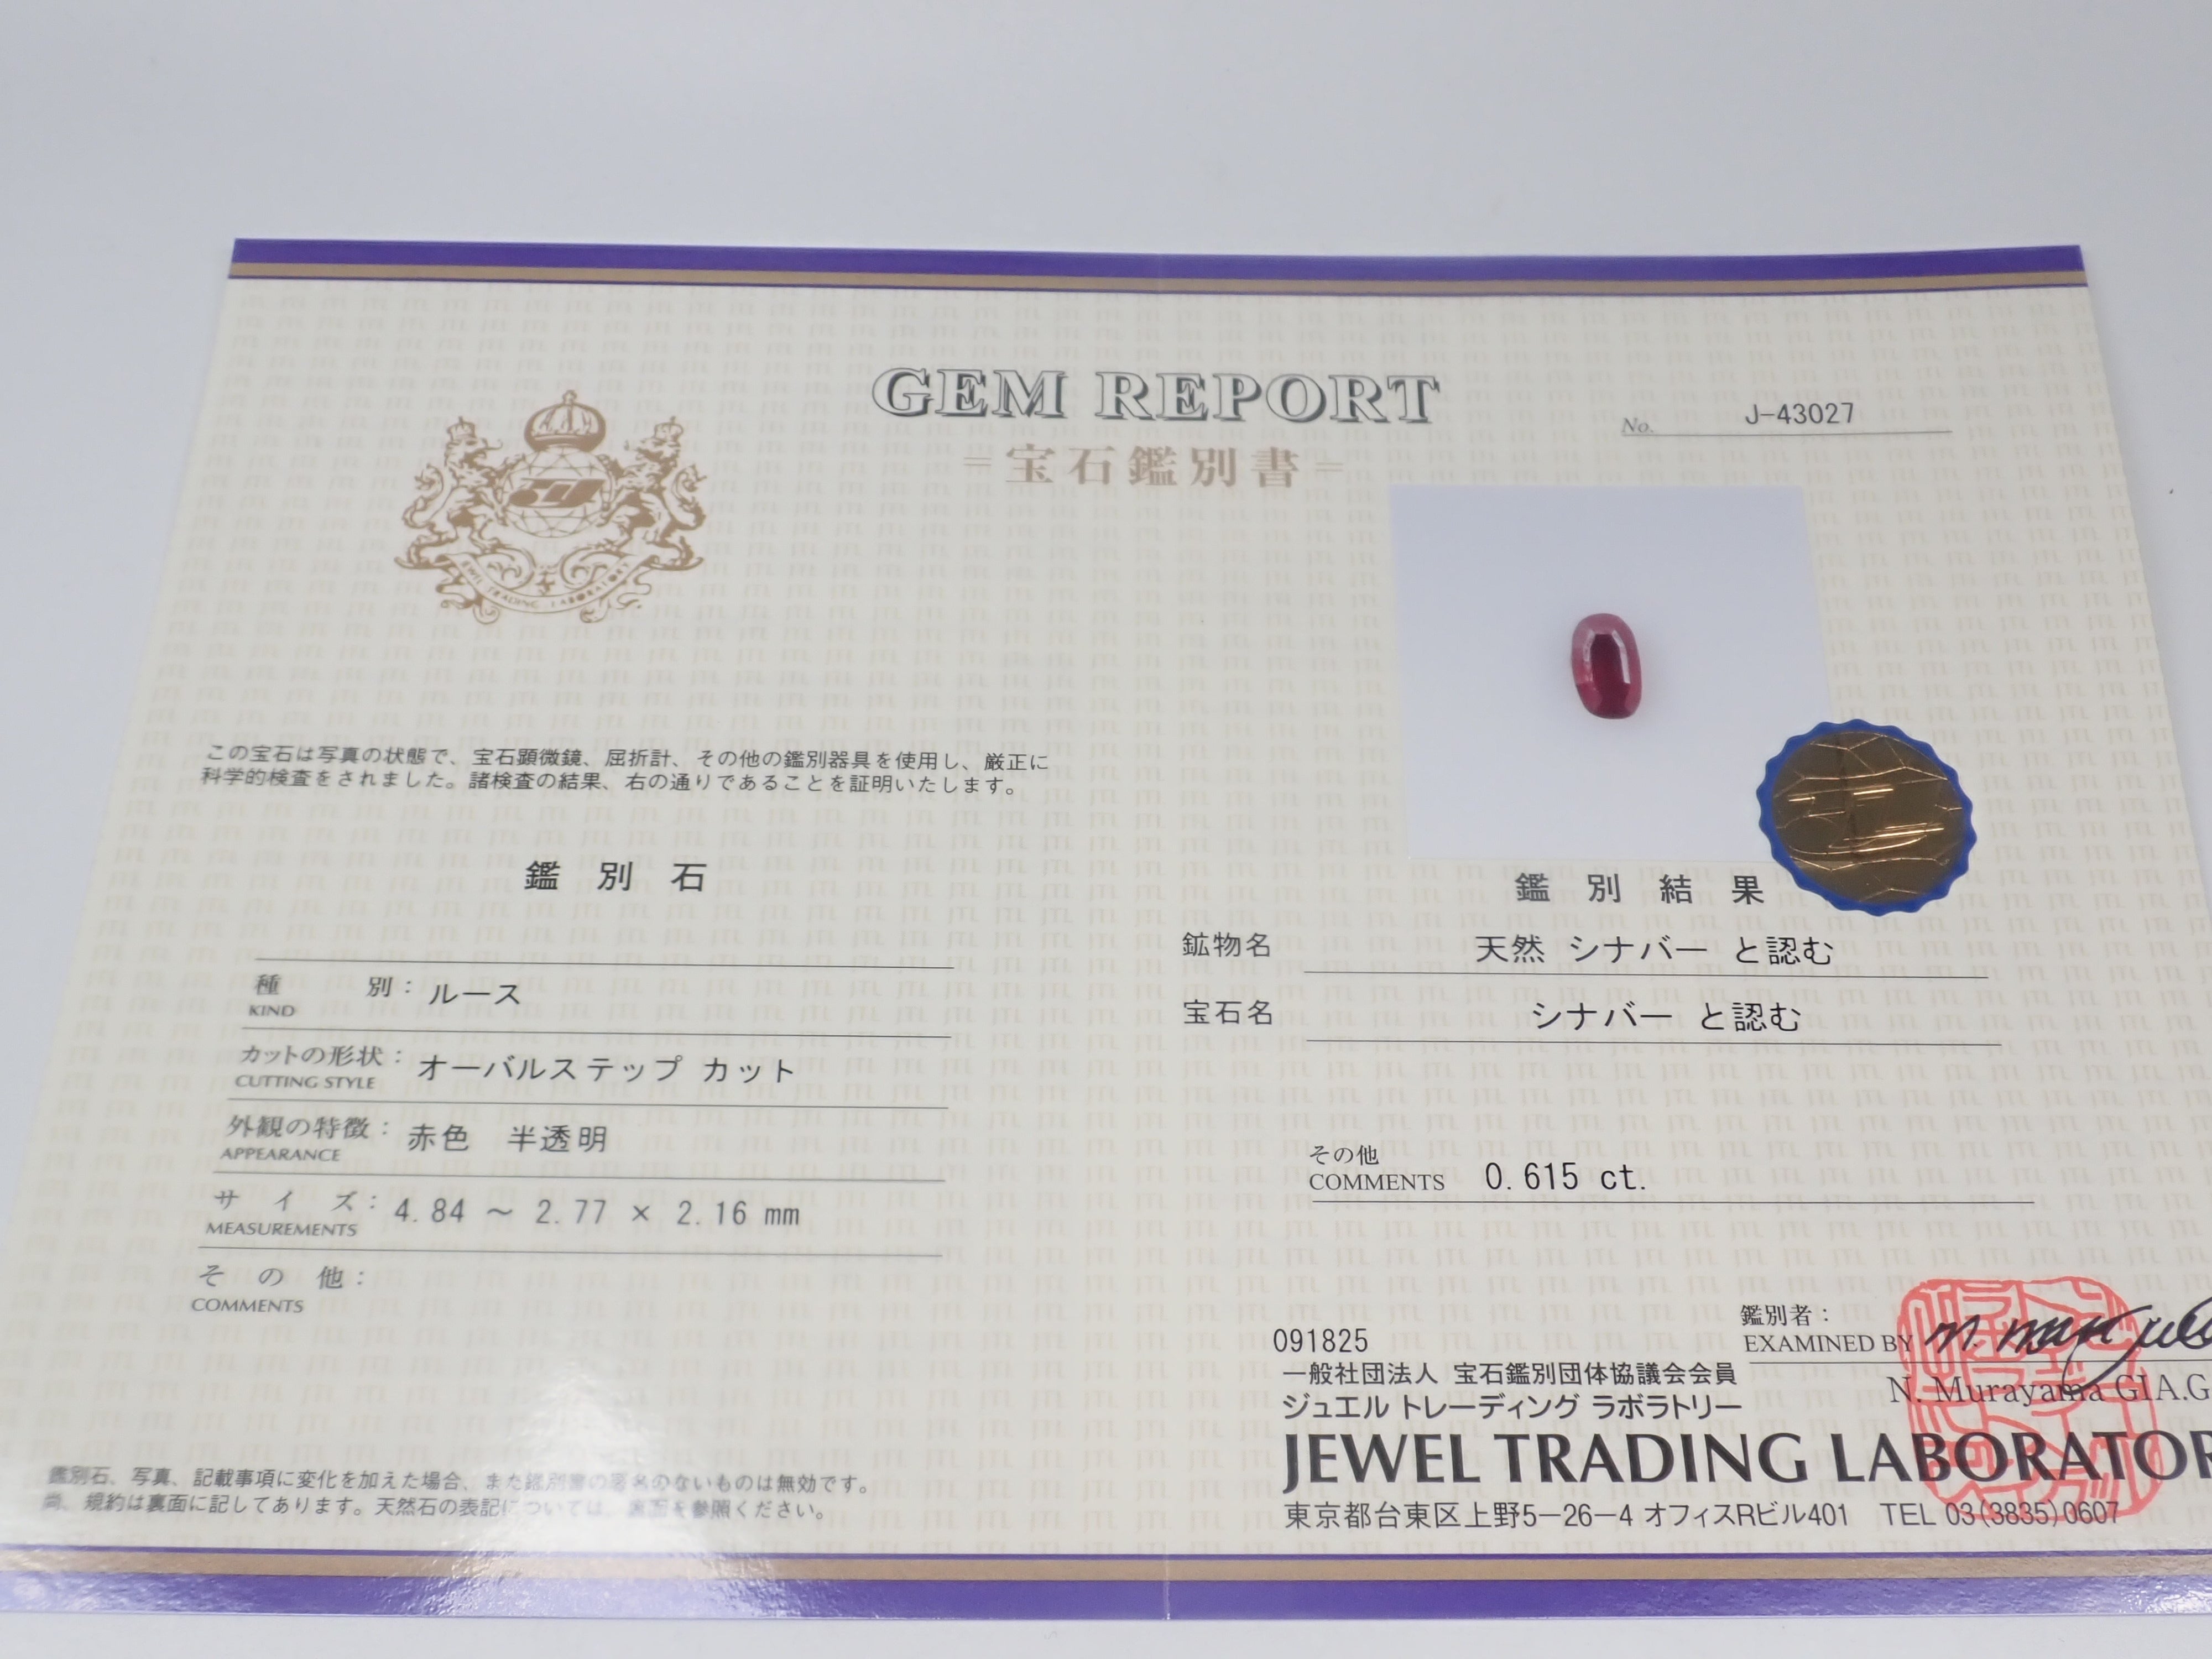 GEM REPORT
=宝石鑑別書=
No. J-43027
JEWEL TRADING LABORATORY
この宝石は写真の状態で、宝石顕微鏡、屈折計、その他の鑑別器具を使用し、厳正に
科学的検査をされました。諸検査の結果、右の通りであることを証明いたします。
鑑別石
種別: ルース
KIND
カットの形状: オーバルステップ カット
CUTTING STYLE
外観の特徴: 赤色 半透明
APPEARANCE
サイズ: 4.84 ～ 2.77 × 2.16 mm
MEASUREMENTS
その他:
COMMENTS
鑑別石、写真、記載事項に変化を加えた場合、また鑑別書の署名のないものは無効です。
尚、規約は裏面に記してあります。天然石の表記については、裏面を参照ください。
鑑別結果
鉱物名 天然 シナバー と認む
宝石名 シナバー と認む
その他
COMMENTS 0.615 ct.
鑑別者:
EXAMINED BY
N. Murayama GIA.G
091825
一般社団法人 宝石鑑別団体協議会会員
ジュエル トレーディング ラボラトリー
JEWEL TRADING LABORATOR
東京都台東区上野5-26-4 オフィスRビル401 TEL 03(3835)0607